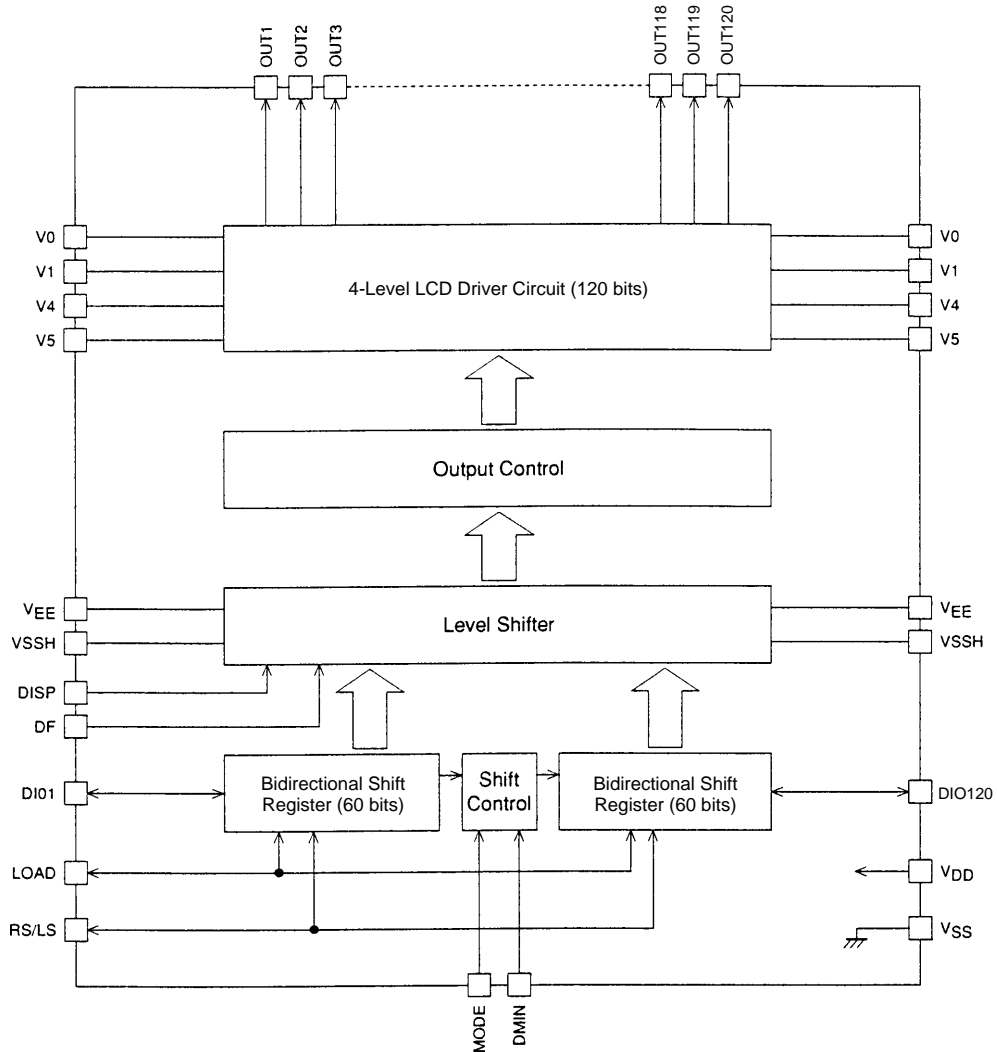 OUT1
OUT2
OUT3
OUT118
OUT119
OUT120
V0
V0
V1
V1
4-Level LCD Driver Circuit (120 bits)
V4
V4
V5
V5
Output Control
VEE
VEE
Level Shifter
VSSH
VSSH
DISP
DF
Bidirectional Shift
Register (60 bits)
Shift
Control
Bidirectional Shift
Register (60 bits)
DI01
DIO120
LOAD
VDD
RS/LS
VSS
MODE
DMIN